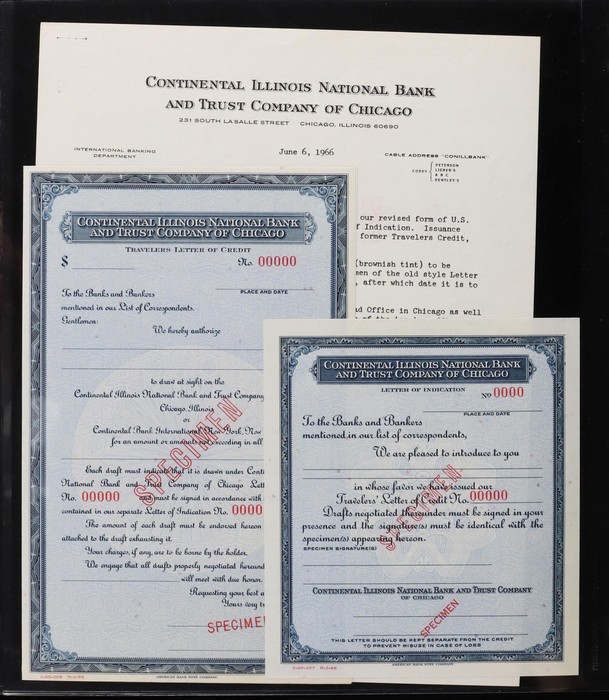 CONTINENTAL ILLINOIS NATIONAL BANK
AND TRUST COMPANY OF CHICAGO
231 SOUTH LA SALLE STREET CHICAGO, ILLINOIS 60690
INTERNATIONAL BANKING
DEPARTMENT
June 6, 1966
CABLE ADDRESS "CONILLBANK"
CODES
PETERSON
LIEBER'S
A B C
BENTLEY'S
our revised form of U.S.
f Indication. Issuance
former Travelers Credit,
(brownish tint) to be
men of the old style Letter
, after which date it is to
d Office in Chicago as well
CONTINENTAL ILLINOIS NATIONAL BANK
AND TRUST COMPANY OF CHICAGO
TRAVELERS LETTER OF CREDIT
$
No. 00000
PLACE AND DATE
To the Banks and Bankers
mentioned in our List of Correspondents.
Gentlemen:
We hereby authorize
to draw at sight on the
Continental Illinois National Bank and Trust Company
Chicago, Illinois
or
Continental Bank International, New York, New
for an amount or amounts not exceeding in all
SPECIMEN
Each draft must indicate that it is drawn under Conti
National Bank and Trust Company of Chicago Lett
No. 00000 and must be signed in accordance with
contained in our separate Letter of Indication No. 0000
The amount of each draft must be endorsed hereon
attached to the draft exhausting it.
Your charges, if any, are to be borne by the holder.
We engage that all drafts properly negotiated hereund
will meet with due honor.
Requesting your best a
Yours very tr
SPECIME
AMERICAN BANK NOTE COMPANY.
CONTINENTAL ILLINOIS NATIONAL BANK
AND TRUST COMPANY OF CHICAGO
LETTER OF INDICATION
No 0000
PLACE AND DATE
To the Banks and Bankers
mentioned in our list of correspondents,
We are pleased to introduce to you
in whose favor we have issued our
Travelers' Letter of Credit No. 00000
Drafts negotiated thereunder must be signed in your
presence and the signature(s) must be identical with the
specimen(s) appearing hereon.
SPECIMEN SIGNATURE(S)
SPECIMEN
CONTINENTAL ILLINOIS NATIONAL BANK AND TRUST COMPANY
OF CHICAGO
SPECIMEN
THIS LETTER SHOULD BE KEPT SEPARATE FROM THE CREDIT
TO PREVENT MISUSE IN CASE OF LOSS
AMERICAN BANK NOTE COMPANY.